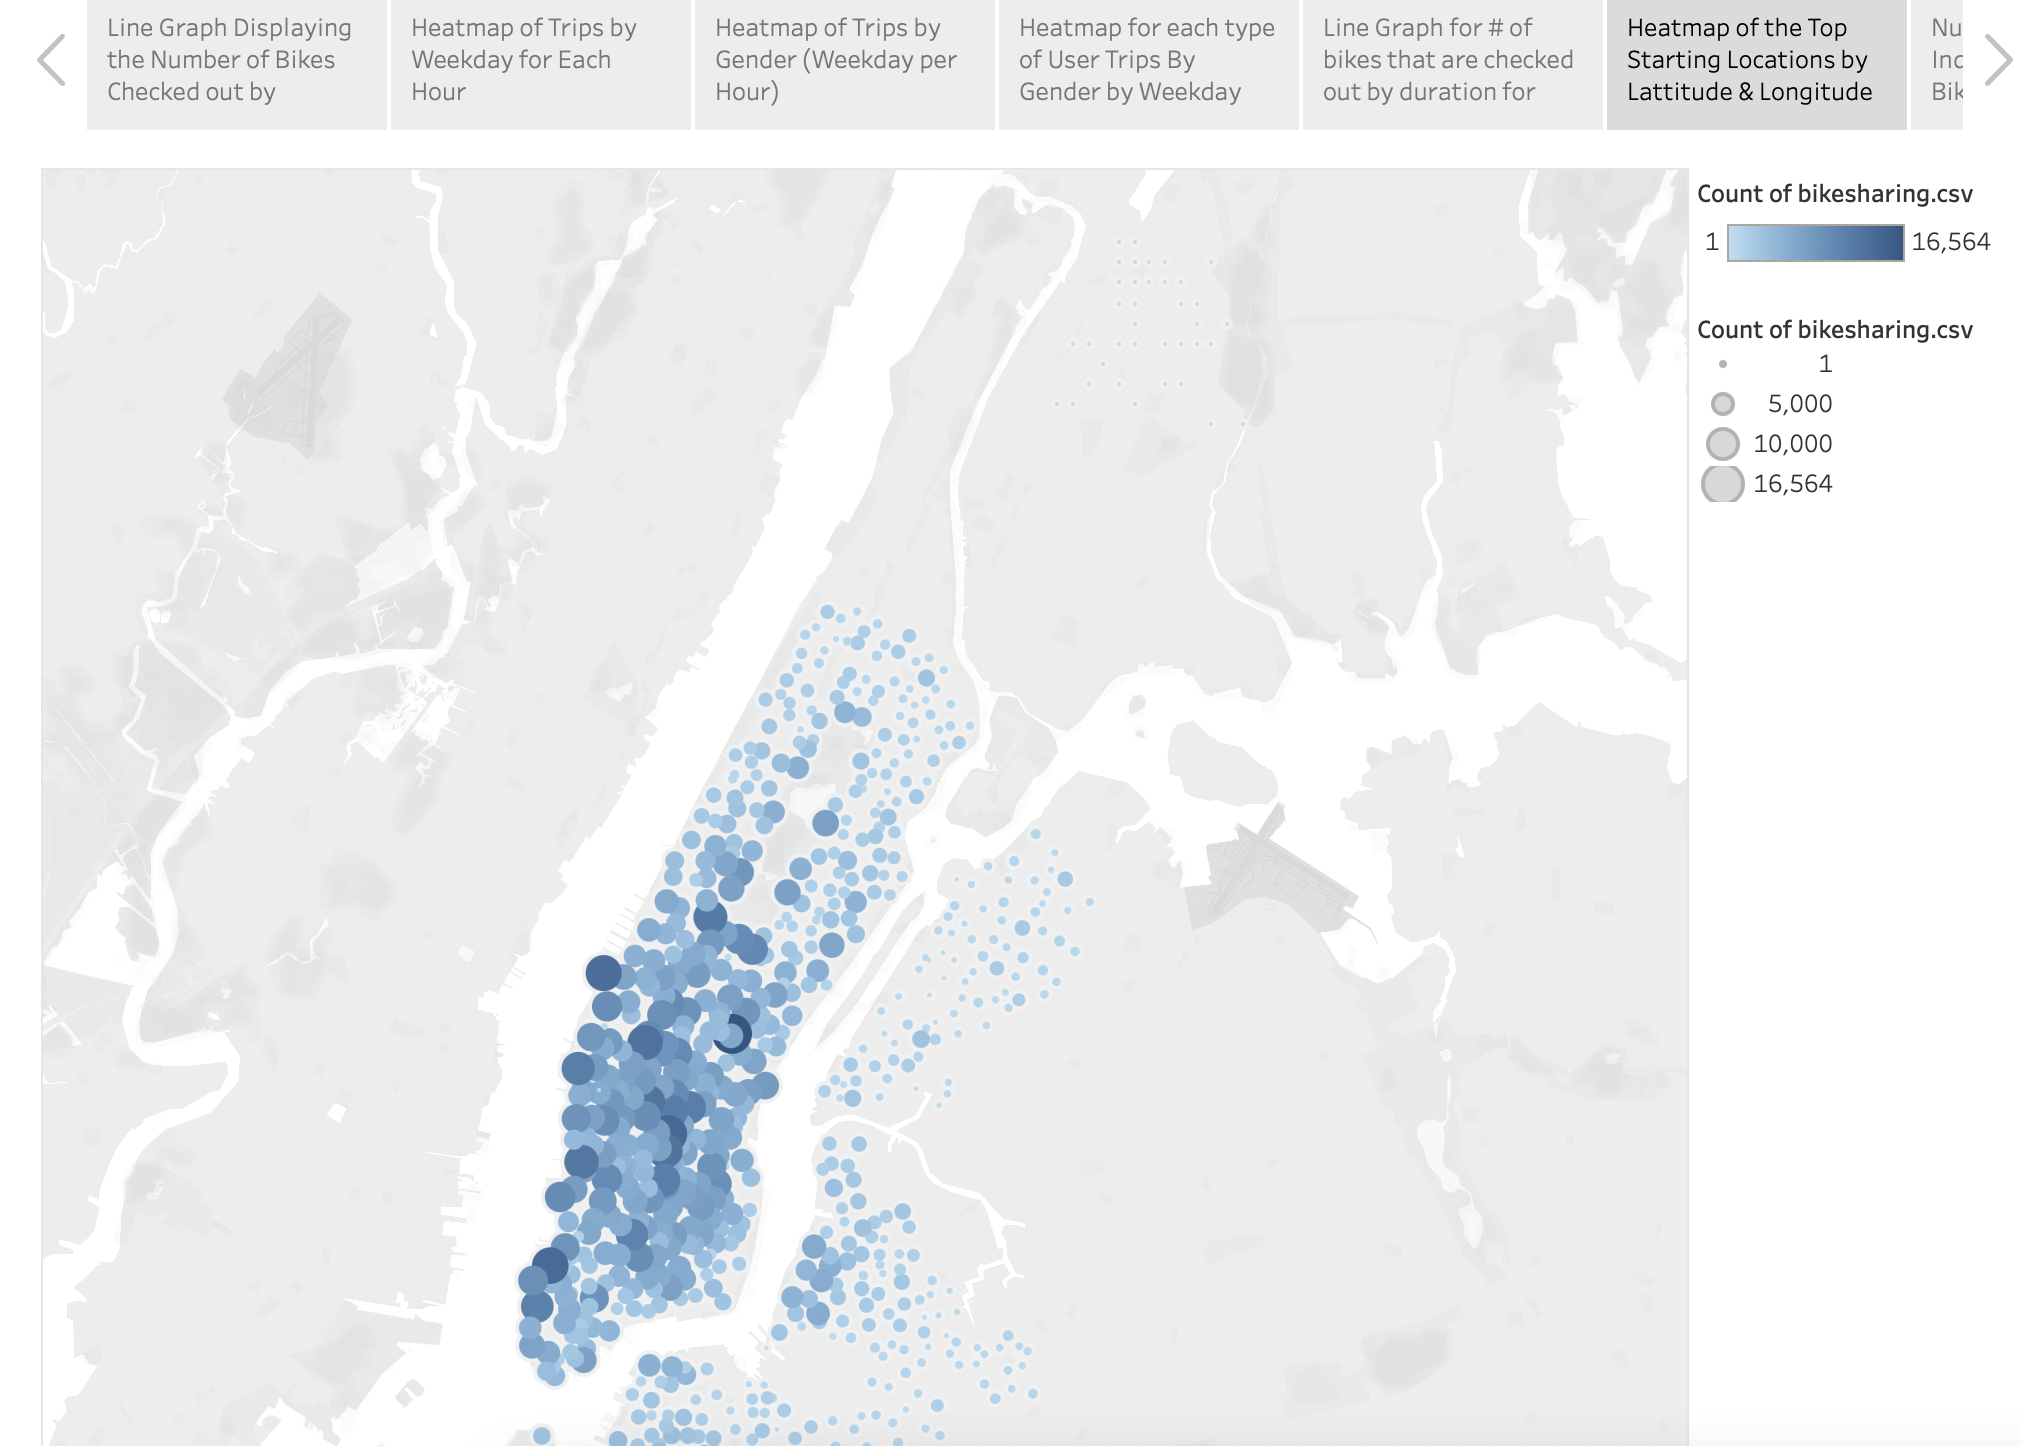 Line Graph Displaying
the Number of Bikes
Checked out by
Heatmap of Trips by
Weekday for Each
Hour
Heatmap of Trips by
Gender (Weekday per
Hour)
Heatmap for each type
of User Trips By
Gender by Weekday
Line Graph for # of
bikes that are checked
out by duration for
Heatmap of the Top
Starting Locations by
Lattitude & Longitude
Count of bikesharing.csv
1 16,564
Count of bikesharing.csv
1
5,000
10,000
16,564